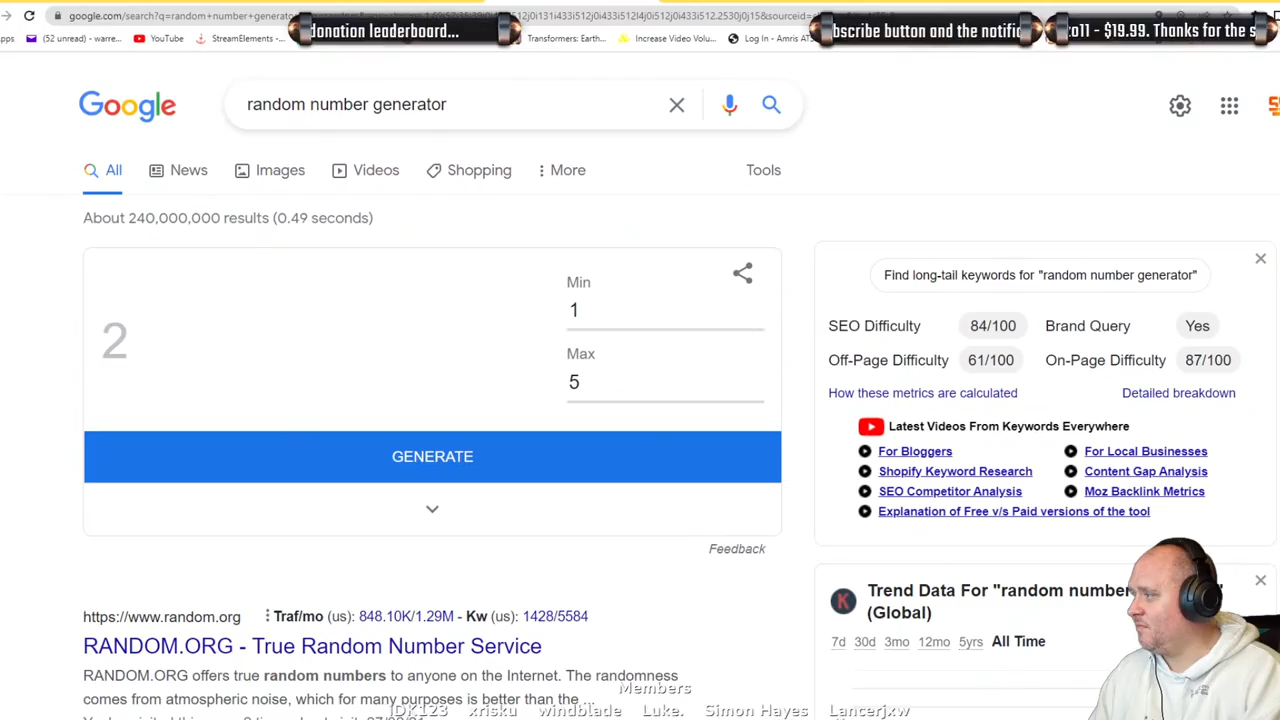 google.com/search?q=random+number+generato
donation leaderboard...
bscribe button and the notific
za11 - $19.99. Thanks for the s
pps
(52 unread) - warre...
YouTube
StreamElements -...
Transformers: Earth...
Increase Video Volu...
Log In - Amris AT
Google
random number generator
All
News
Images
Videos
Shopping
More
Tools
About 240,000,000 results (0.49 seconds)
2
Min
1
Max
5
GENERATE
Feedback
Find long-tail keywords for "random number generator"
SEO Difficulty 84/100 Brand Query Yes
Off-Page Difficulty 61/100 On-Page Difficulty 87/100
How these metrics are calculated Detailed breakdown
Latest Videos From Keywords Everywhere
For Bloggers For Local Businesses
Shopify Keyword Research Content Gap Analysis
SEO Competitor Analysis Moz Backlink Metrics
Explanation of Free v/s Paid versions of the tool
Trend Data For "random numbe
(Global)
7d 30d 3mo 12mo 5yrs All Time
https://www.random.org Traf/mo (us): 848.10K/1.29M - Kw (us): 1428/5584
RANDOM.ORG - True Random Number Service
RANDOM.ORG offers true random numbers to anyone on the Internet. The randomness
comes from atmospheric noise, which for many purposes is better than the...
Members
IDK123 xrisku windblade Luke. Simon Hayes Lancerjxw